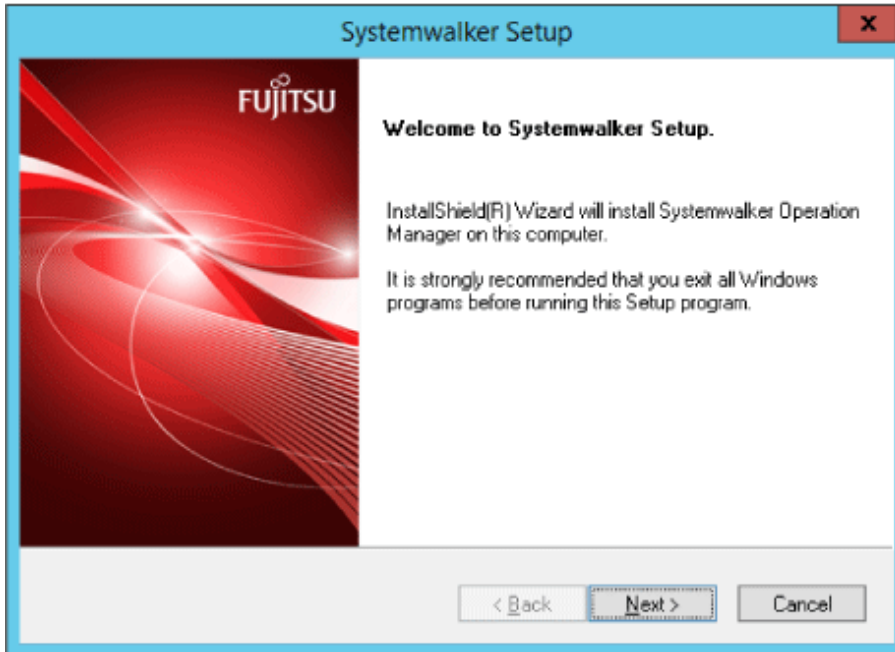 Systemwalker Setup
x
FUJITSU
Welcome to Systemwalker Setup.
InstallShield(R) Wizard will install Systemwalker Operation
Manager on this computer.
It is strongly recommended that you exit all Windows
programs before running this Setup program.
< Back
Next >
Cancel